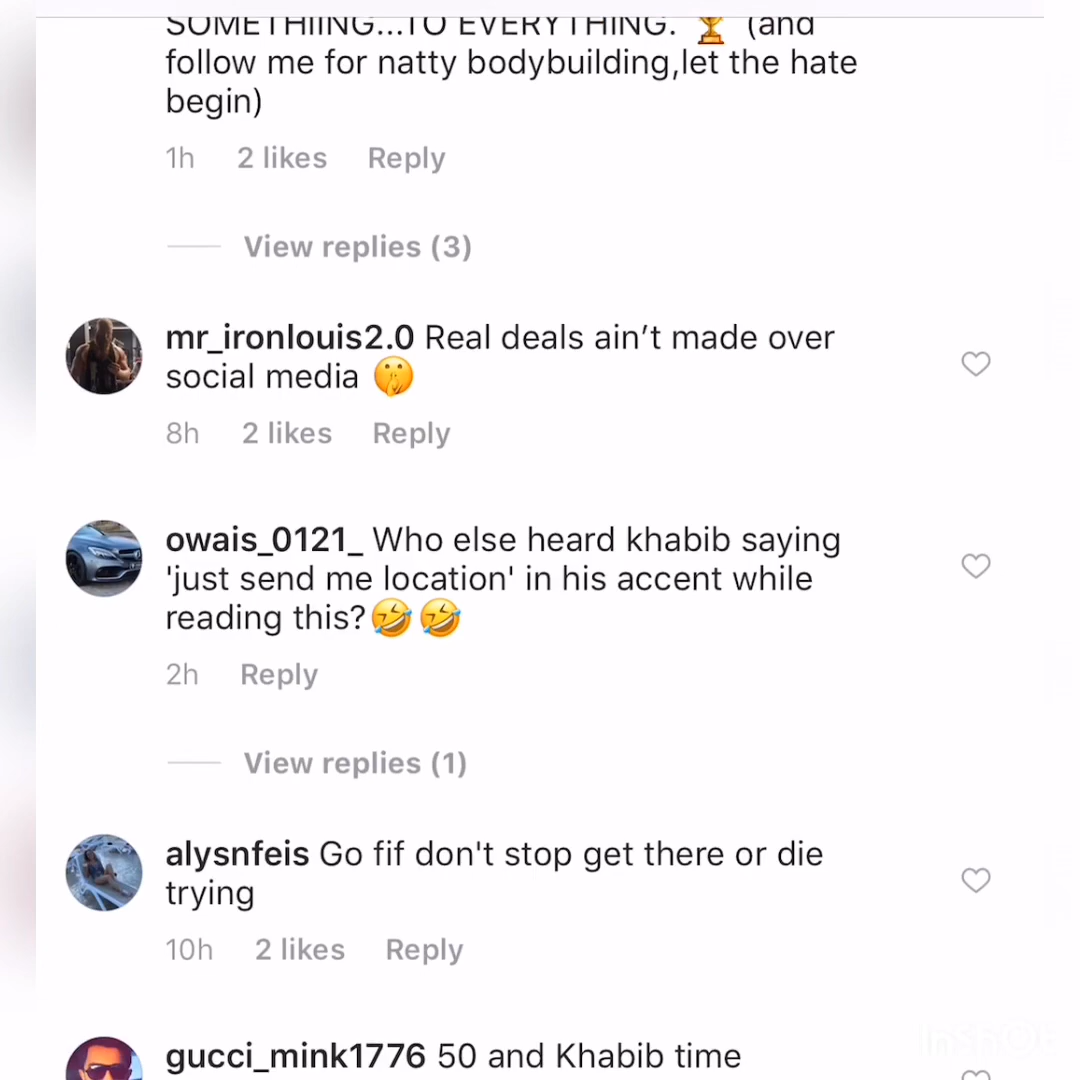 SOMETHIING...TO EVERYTHING. 🏆 (and
follow me for natty bodybuilding,let the hate
begin)
1h 2 likes Reply
View replies (3)
mr_ironlouis2.0 Real deals ain’t made over
social media 🤫
8h 2 likes Reply
owais_0121_ Who else heard khabib saying
'just send me location' in his accent while
reading this?🤣🤣
2h Reply
View replies (1)
alysnfeis Go fif don't stop get there or die
trying
10h 2 likes Reply
gucci_mink1776 50 and Khabib time